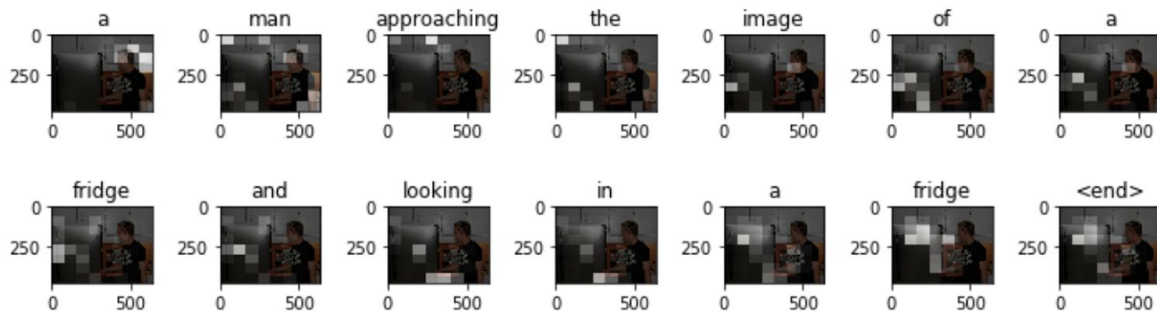 a man approaching the image of a
0 0 0 0 0 0 0
250 250 250 250 250 250 250
0 500 0 500 0 500 0 500 0 500 0 500 0 500
fridge and looking in a fridge <end>
0 0 0 0 0 0 0
250 250 250 250 250 250 250
0 500 0 500 0 500 0 500 0 500 0 500 0 500